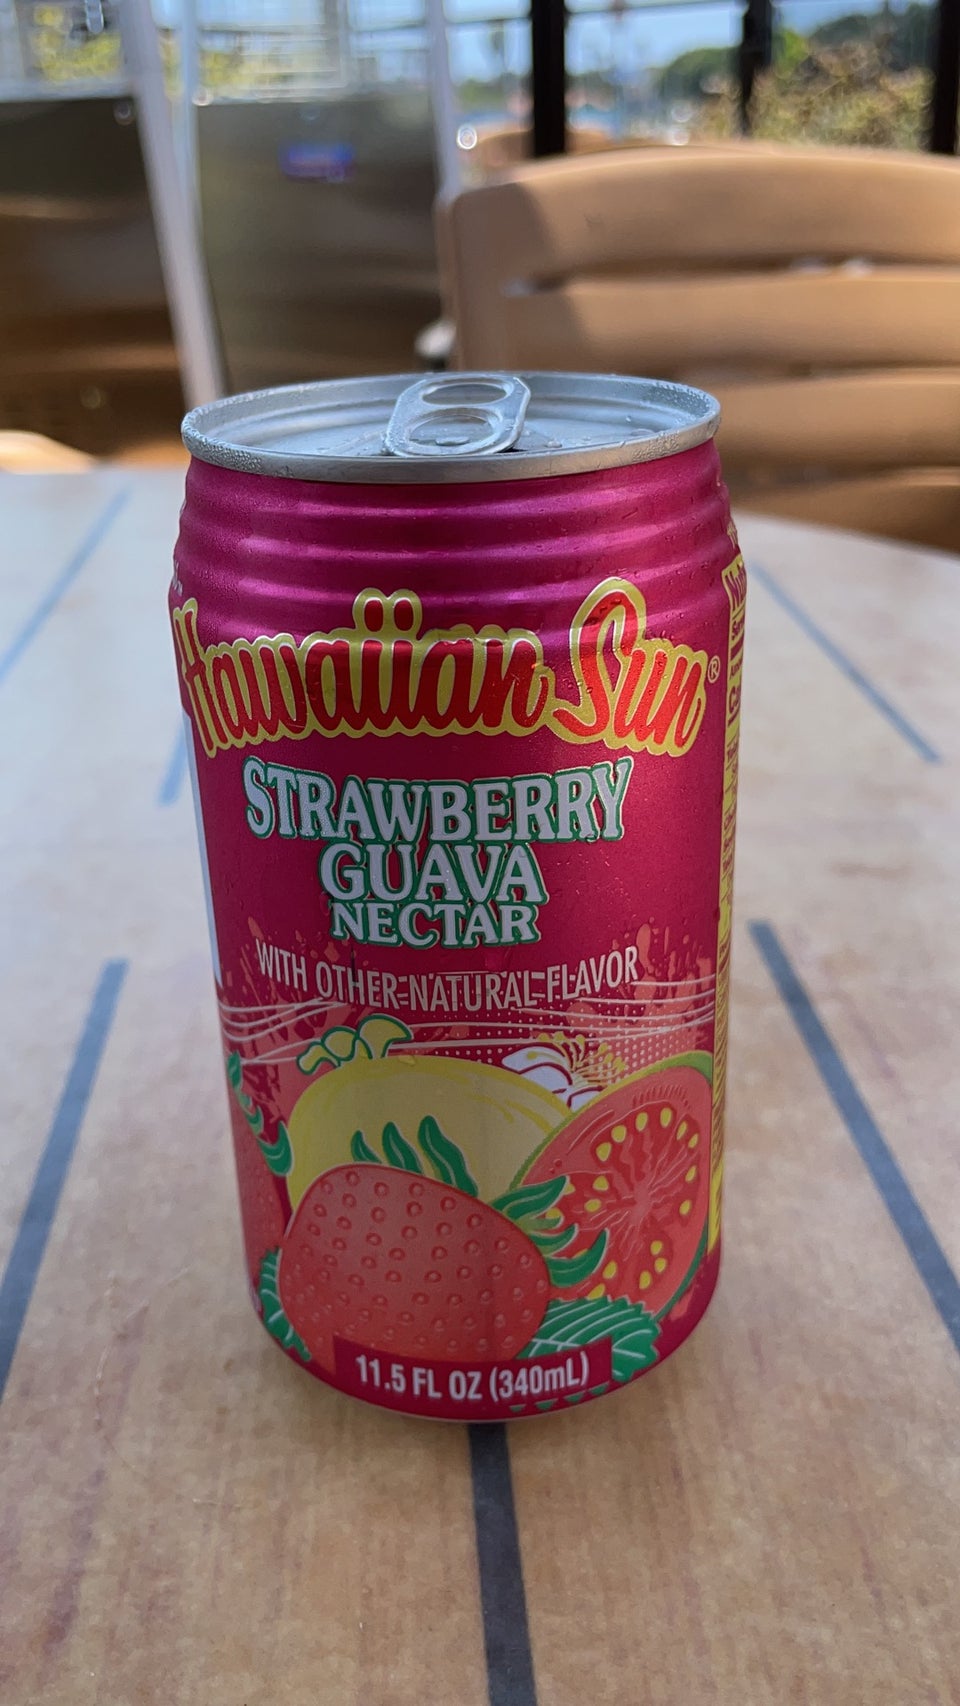 Hawaiian Sun®
STRAWBERRY
GUAVA
NECTAR
WITH OTHER NATURAL FLAVOR
11.5 FL OZ (340mL)